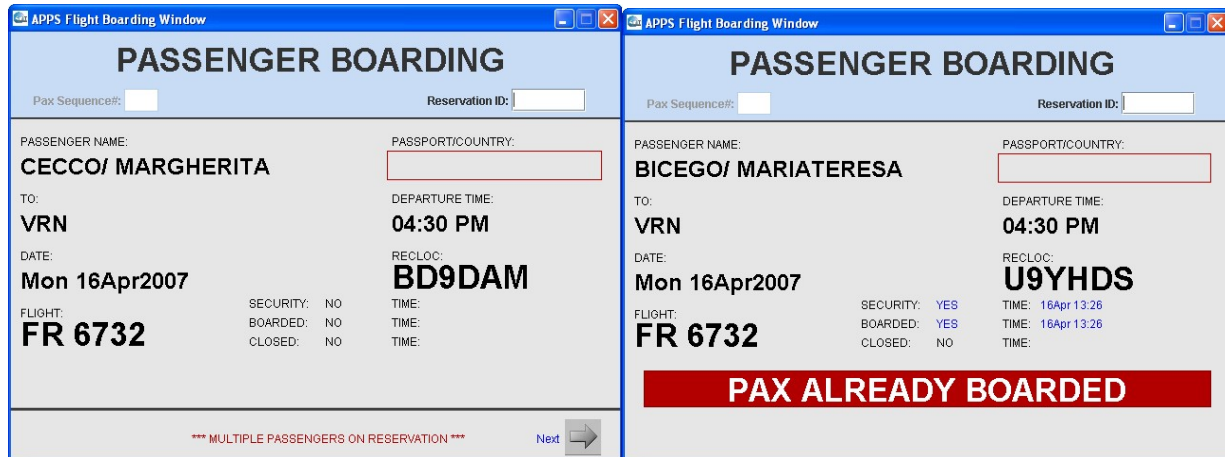 APPS Flight Boarding Window
PASSENGER BOARDING
Pax Sequence#:
Reservation ID:
PASSENGER NAME:
PASSPORT/COUNTRY:
CECCO/ MARGHERITA
TO:
DEPARTURE TIME:
VRN
04:30 PM
DATE:
RECLOC:
Mon 16Apr2007
BD9DAM
FLIGHT:
FR 6732
SECURITY: NO TIME:
BOARDED: NO TIME:
CLOSED: NO TIME:
*** MULTIPLE PASSENGERS ON RESERVATION ***
Next
APPS Flight Boarding Window
PASSENGER BOARDING
Pax Sequence#:
Reservation ID:
PASSENGER NAME:
PASSPORT/COUNTRY:
BICEGO/ MARIATERESA
TO:
DEPARTURE TIME:
VRN
04:30 PM
DATE:
RECLOC:
Mon 16Apr2007
U9YHDS
FLIGHT:
FR 6732
SECURITY: YES TIME: 16Apr 13:26
BOARDED: YES TIME: 16Apr 13:26
CLOSED: NO TIME:
PAX ALREADY BOARDED